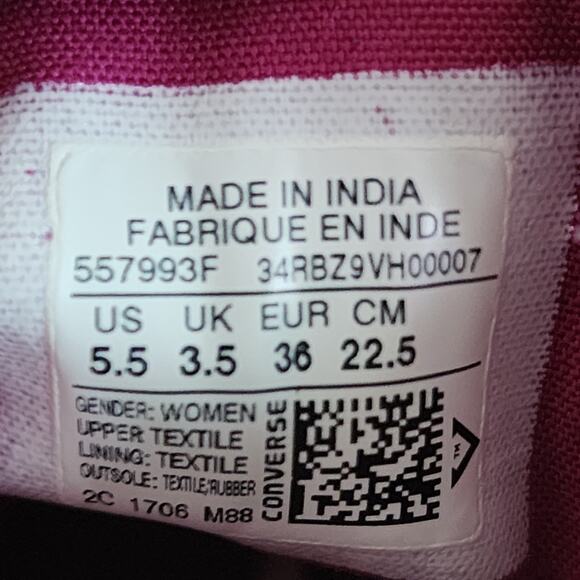 MADE IN INDIA
FABRIQUE EN INDE
557993F 34RBZ9VH00007
US UK EUR CM
5.5 3.5 36 22.5
GENDER: WOMEN
UPPER: TEXTILE
LINING: TEXTILE
OUTSOLE: TEXTILE/RUBBER
2C 1706 M88
CONVERSE
™